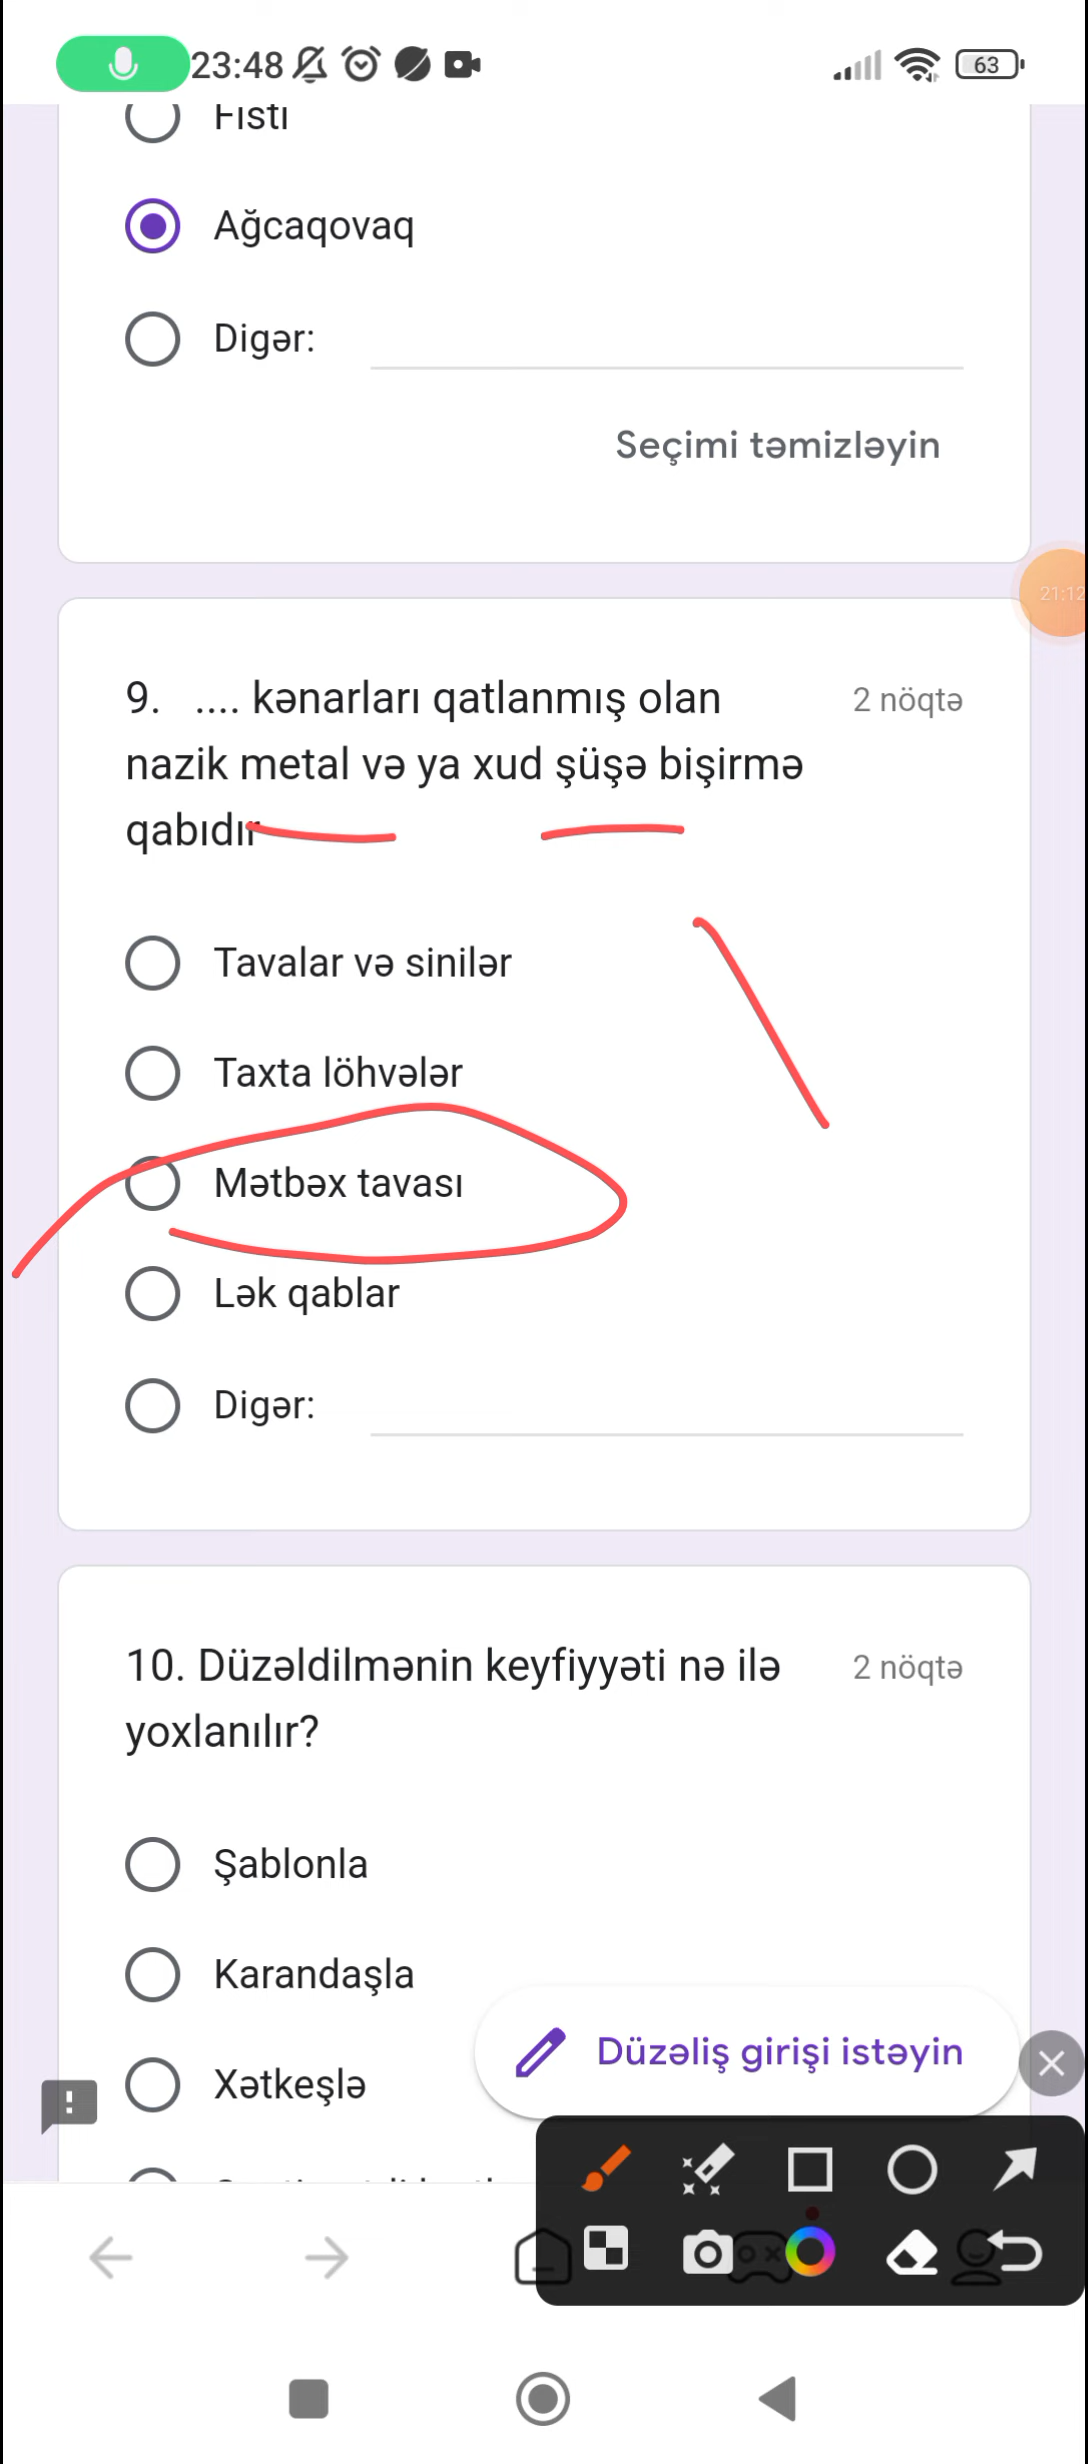 23:48
63
Fıstı
Ağcaqovaq
Digər:
Seçimi təmizləyin
21:12
9. .... kənarları qatlanmış olan
2 nöqtə
nazik metal və ya xud şüşə bişirmə
qabıdır
Tavalar və sinilər
Taxta löhvələr
Mətbəx tavası
Lək qablar
Digər:
10. Düzəldilmənin keyfiyyəti nə ilə
2 nöqtə
yoxlanılır?
Şablonla
Karandaşla
Düzəliş girişi istəyin
Xətkeşlə